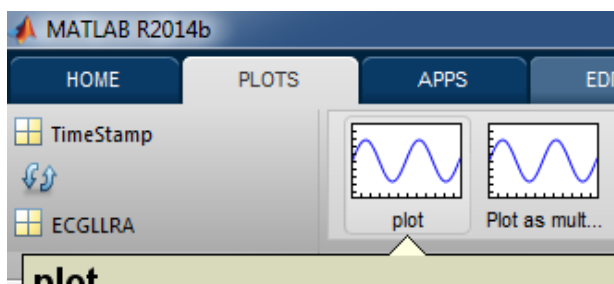 MATLAB R2014b
HOME PLOTS APPS
TimeStamp
ECGLLRA
plot Plot as mult...
plot